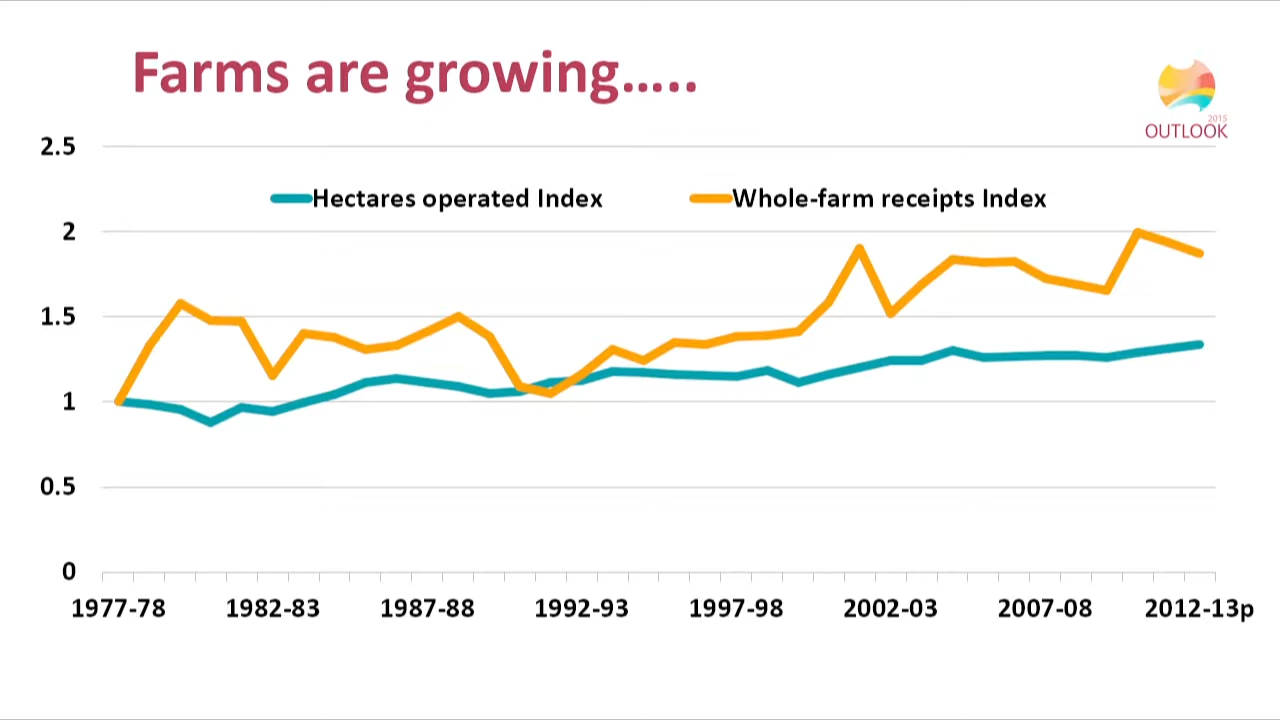 Farms are growing…..
2015
OUTLOOK
2.5
Hectares operated Index
Whole-farm receipts Index
2
1.5
1
0.5
0
1977-78
1982-83
1987-88
1992-93
1997-98
2002-03
2007-08
2012-13p